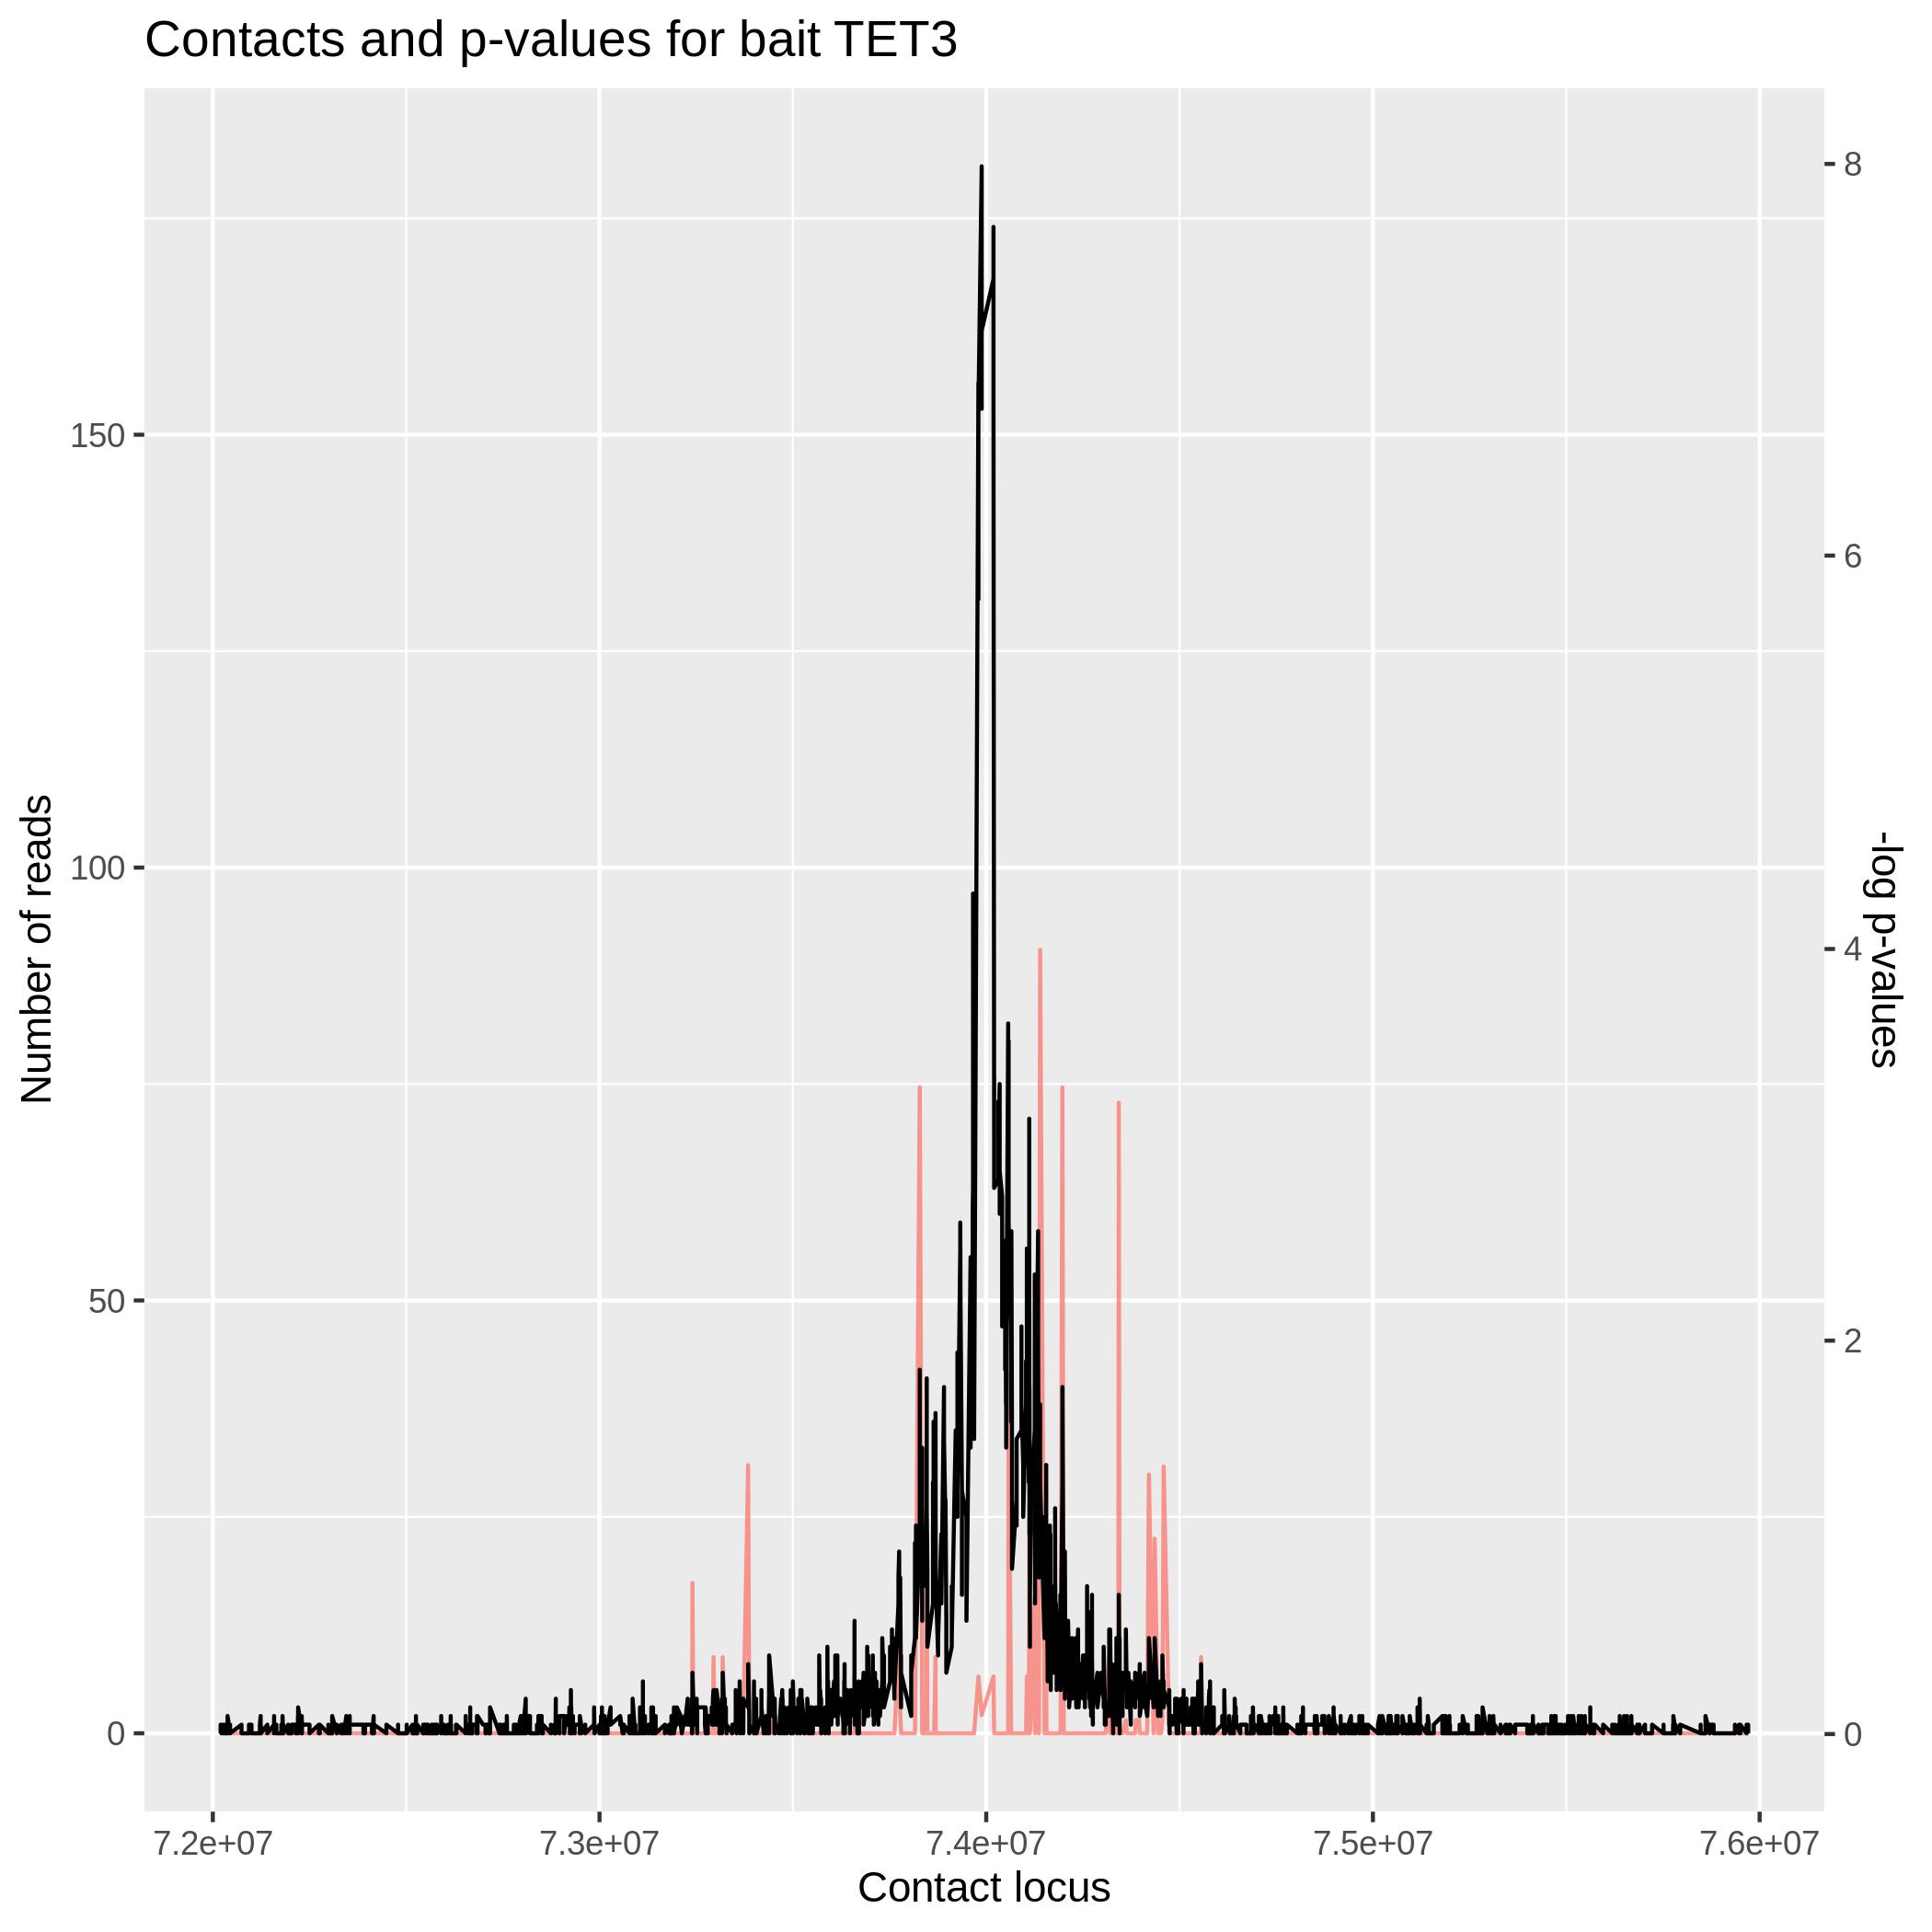 Contacts and p-values for bait TET3
8
150
6
100
4
50
2
0
0
Number of reads
-log p-values
7.2e+07
7.3e+07
7.4e+07
7.5e+07
7.6e+07
Contact locus